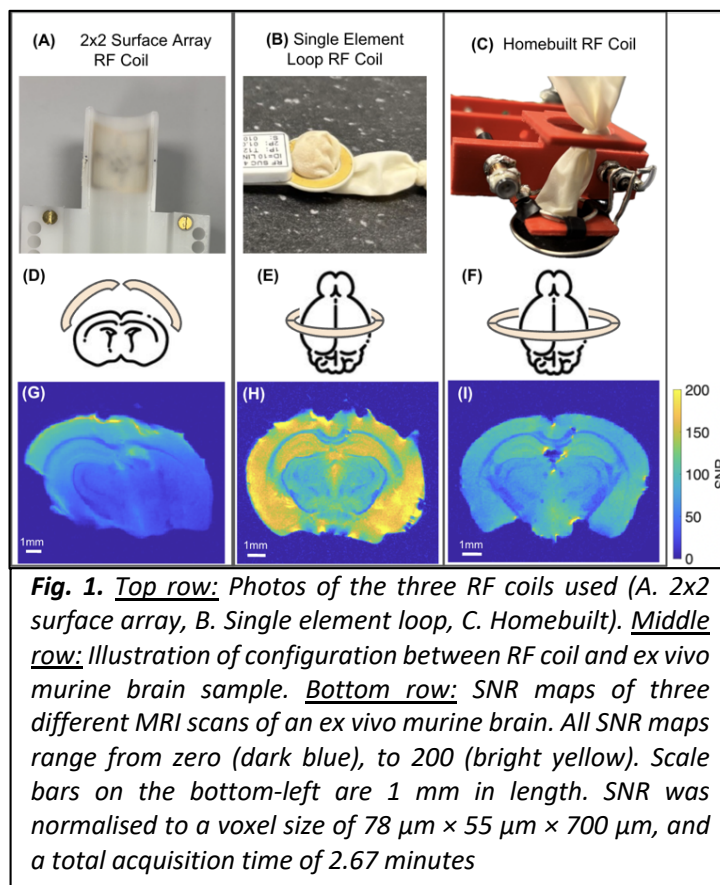 (A) 2x2 Surface Array
RF Coil
(B) Single Element
Loop RF Coil
(C) Homebuilt RF Coil
(D)
(E)
(F)
(G)
1mm
(H)
1mm
(I)
1mm
200
150
100
50
0
SNR
Fig. 1. Top row: Photos of the three RF coils used (A. 2x2
surface array, B. Single element loop, C. Homebuilt). Middle
row: Illustration of configuration between RF coil and ex vivo
murine brain sample. Bottom row: SNR maps of three
different MRI scans of an ex vivo murine brain. All SNR maps
range from zero (dark blue), to 200 (bright yellow). Scale
bars on the bottom-left are 1 mm in length. SNR was
normalised to a voxel size of 78 μm × 55 μm × 700 μm, and
a total acquisition time of 2.67 minutes